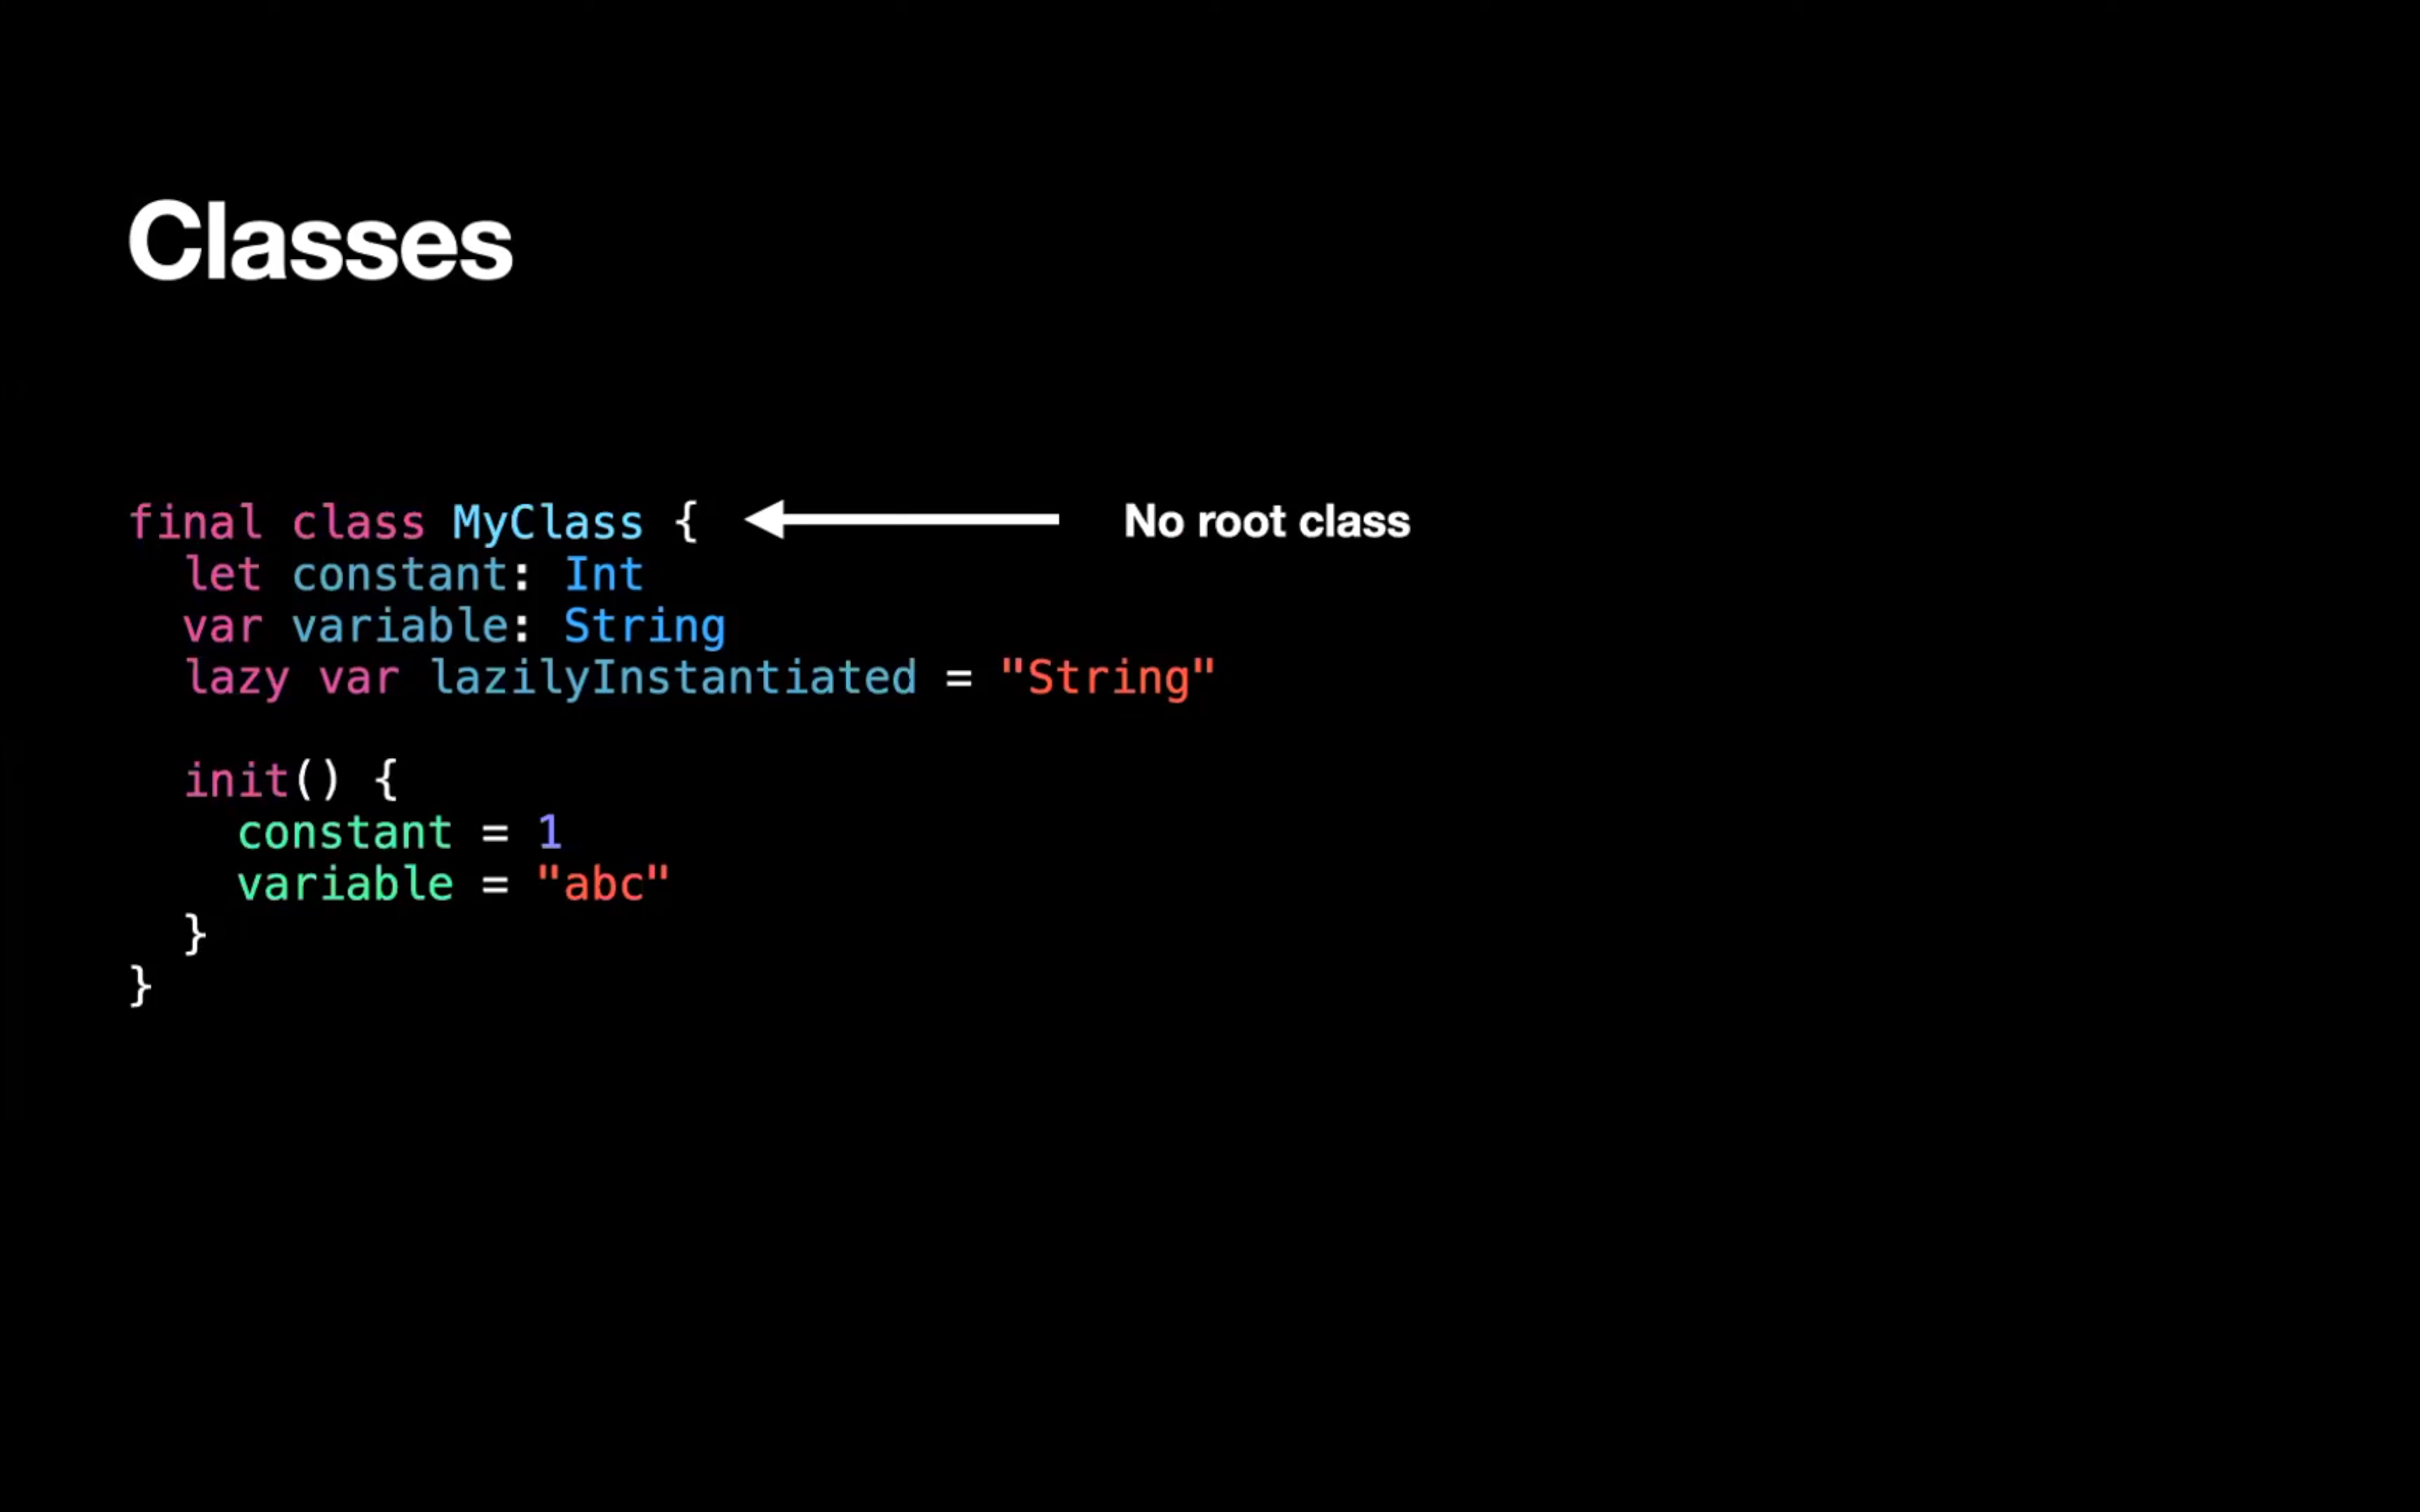 Classes
final class MyClass {
No root class
let constant: Int
var variable: String
lazy var lazilyInstantiated = "String"
init() {
constant = 1
variable = "abc"
}
}